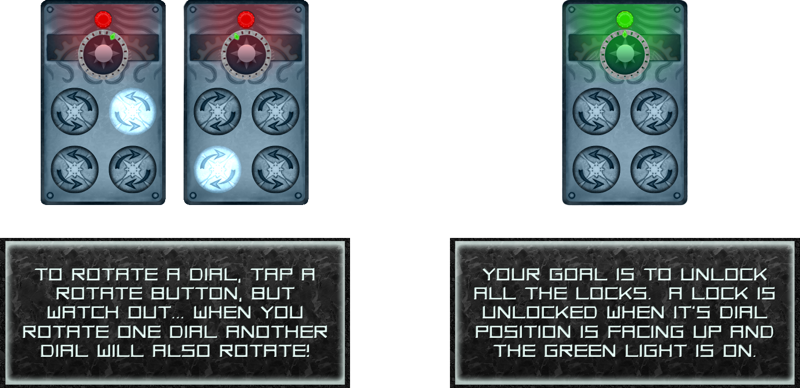 TO ROTATE A DIAL, TAP A
ROTATE BUTTON, BUT
WATCH OUT... WHEN YOU
ROTATE ONE DIAL ANOTHER
DIAL WILL ALSO ROTATE!
YOUR GOAL IS TO UNLOCK
ALL THE LOCKS. A LOCK IS
UNLOCKED WHEN IT'S DIAL
POSITION IS FACING UP AND
THE GREEN LIGHT IS ON.